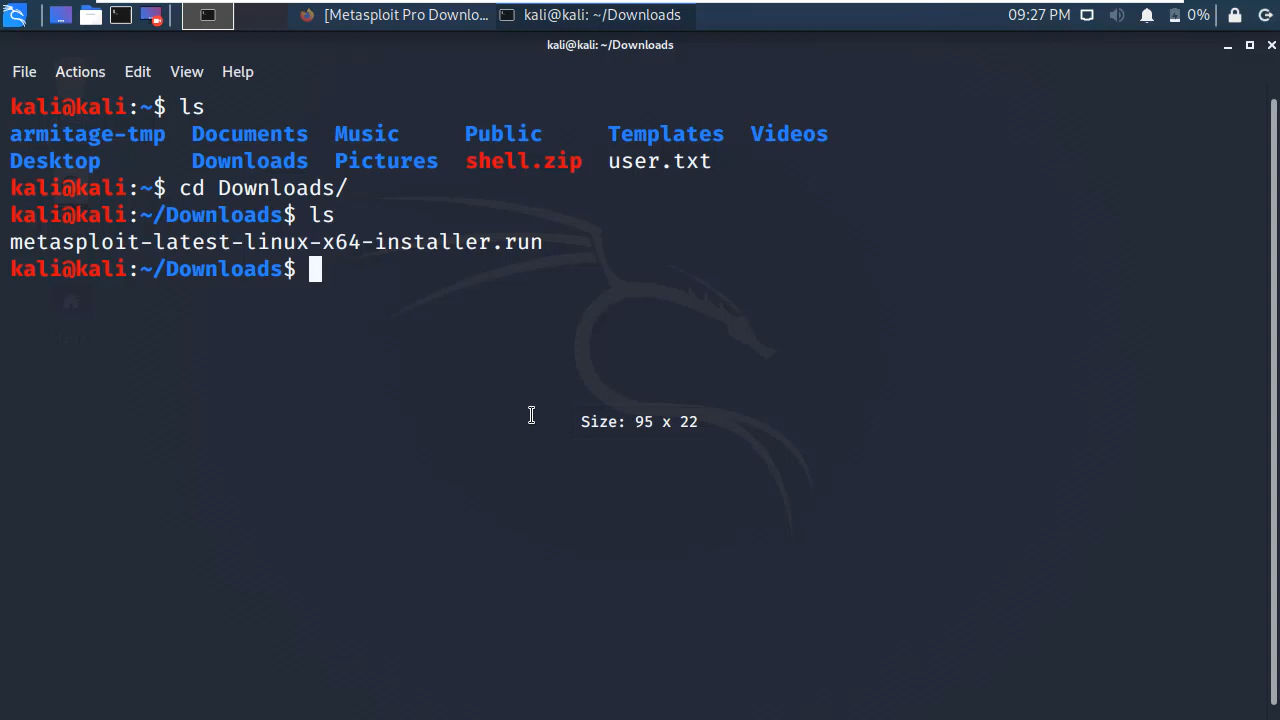 [Metasploit Pro Downlo... kali@kali: ~/Downloads 09:27 PM 0%
kali@kali: ~/Downloads
File Actions Edit View Help
kali@kali:~$ ls
armitage-tmp Documents Music Public Templates Videos
Desktop Downloads Pictures shell.zip user.txt
kali@kali:~$ cd Downloads/
kali@kali:~/Downloads$ ls
metasploit-latest-linux-x64-installer.run
kali@kali:~/Downloads$
Size: 95 x 22